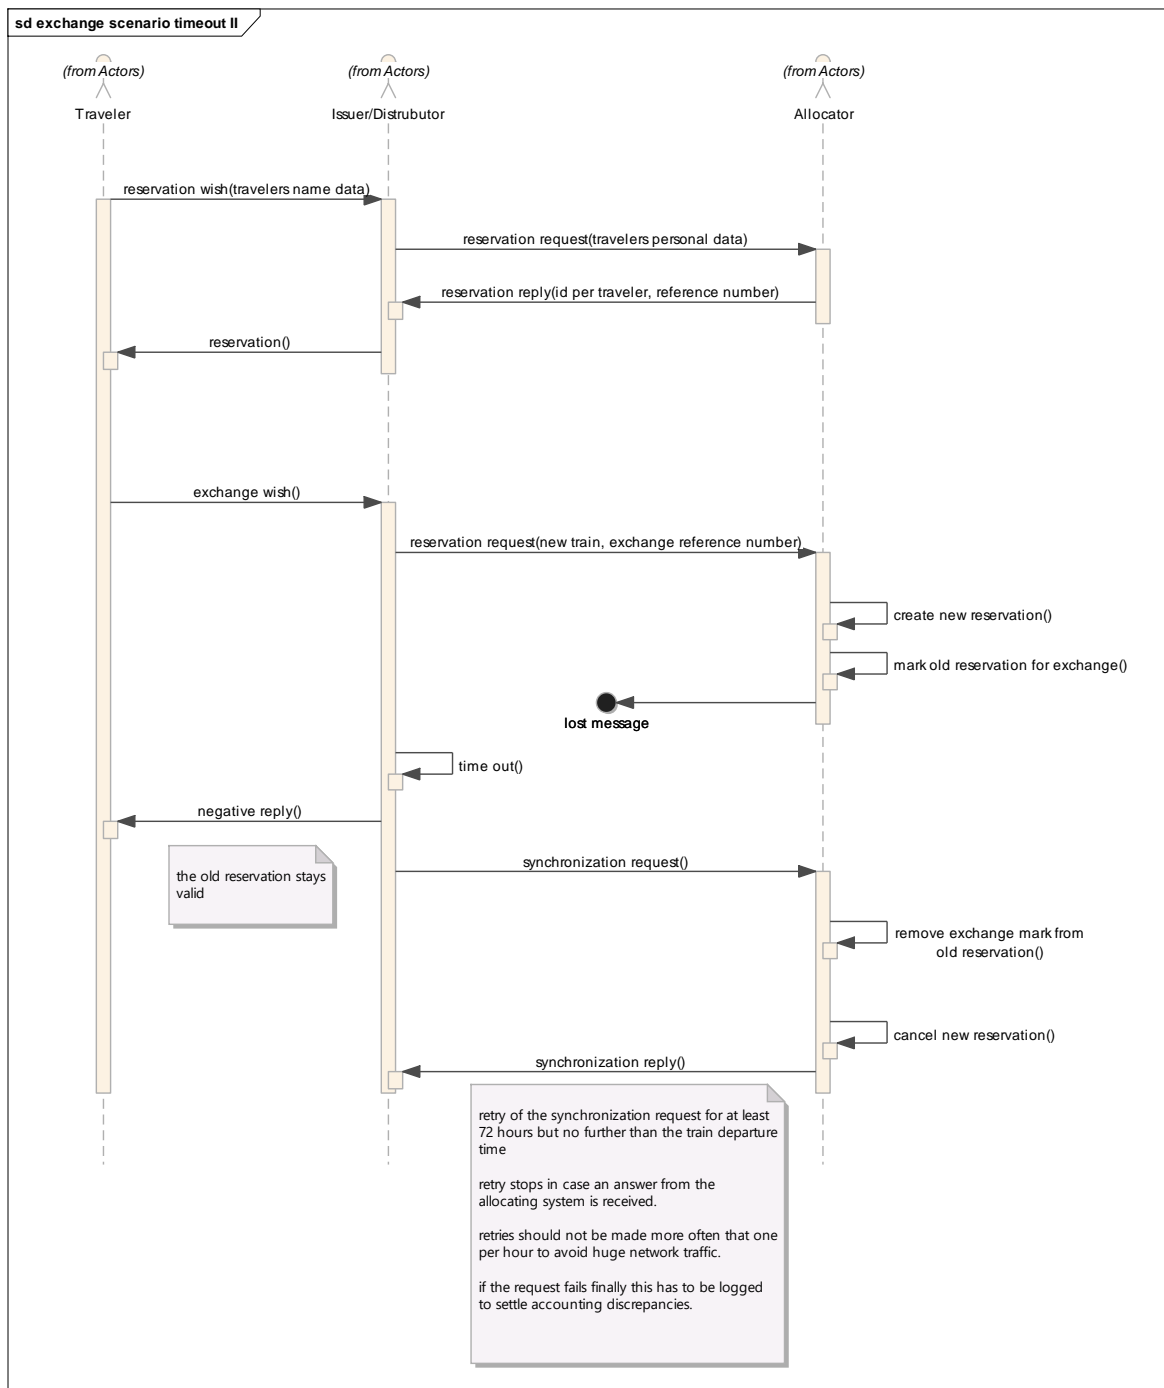 sd exchange scenario timeout II
(from Actors)
(from Actors)
(from Actors)
Traveler
Issuer/Distrubutor
Allocator
reservation wish(travelers name data)
reservation request(travelers personal data)
reservation reply(id per traveler, reference number)
reservation()
exchange wish()
reservation request(new train, exchange reference number)
create new reservation()
mark old reservation for exchange()
lost message
time out()
negative reply()
the old reservation stays
valid
synchronization request()
remove exchange mark from
old reservation()
cancel new reservation()
synchronization reply()
retry of the synchronization request for at least
72 hours but no further than the train departure
time
retry stops in case an answer from the
allocating system is received.
retries should not be made more often that one
per hour to avoid huge network traffic.
if the request fails finally this has to be logged
to settle accounting discrepancies.